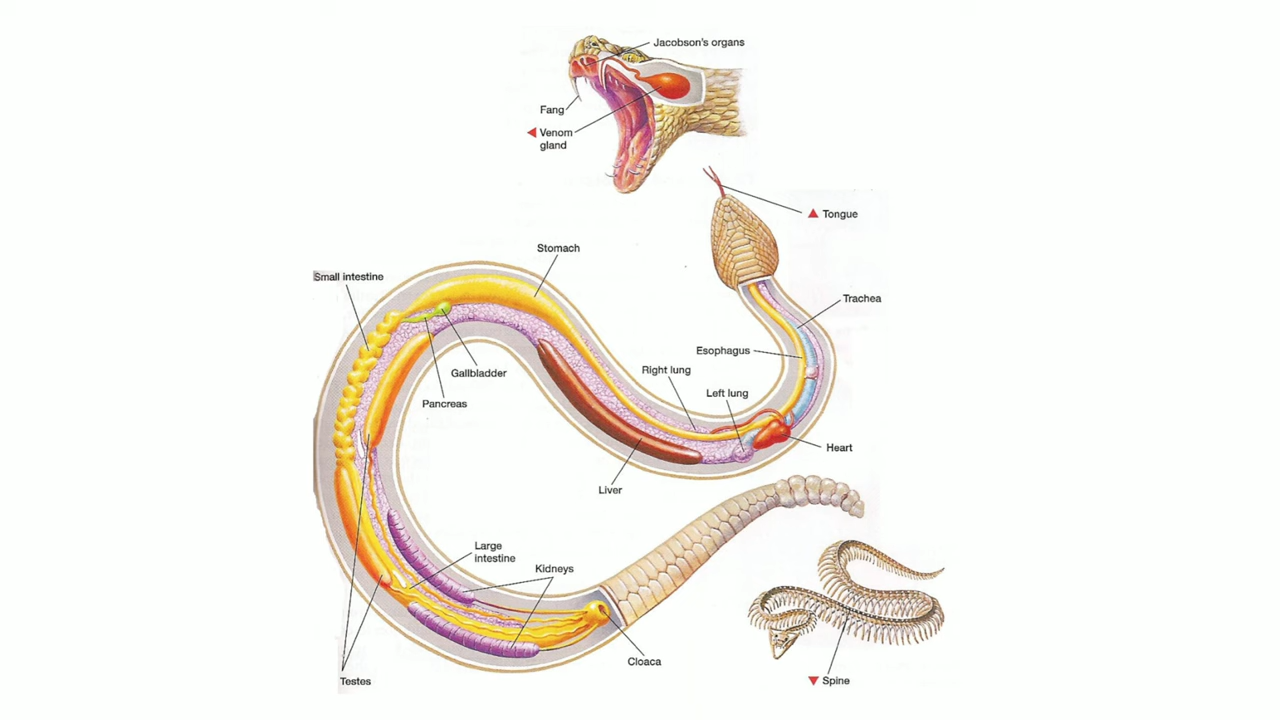 Jacobson's organs
Fang
Venom
gland
Tongue
Stomach
Small intestine
Trachea
Esophagus
Right lung
Gallbladder
Left lung
Pancreas
Heart
Liver
Large
intestine
Kidneys
Cloaca
Testes
Spine